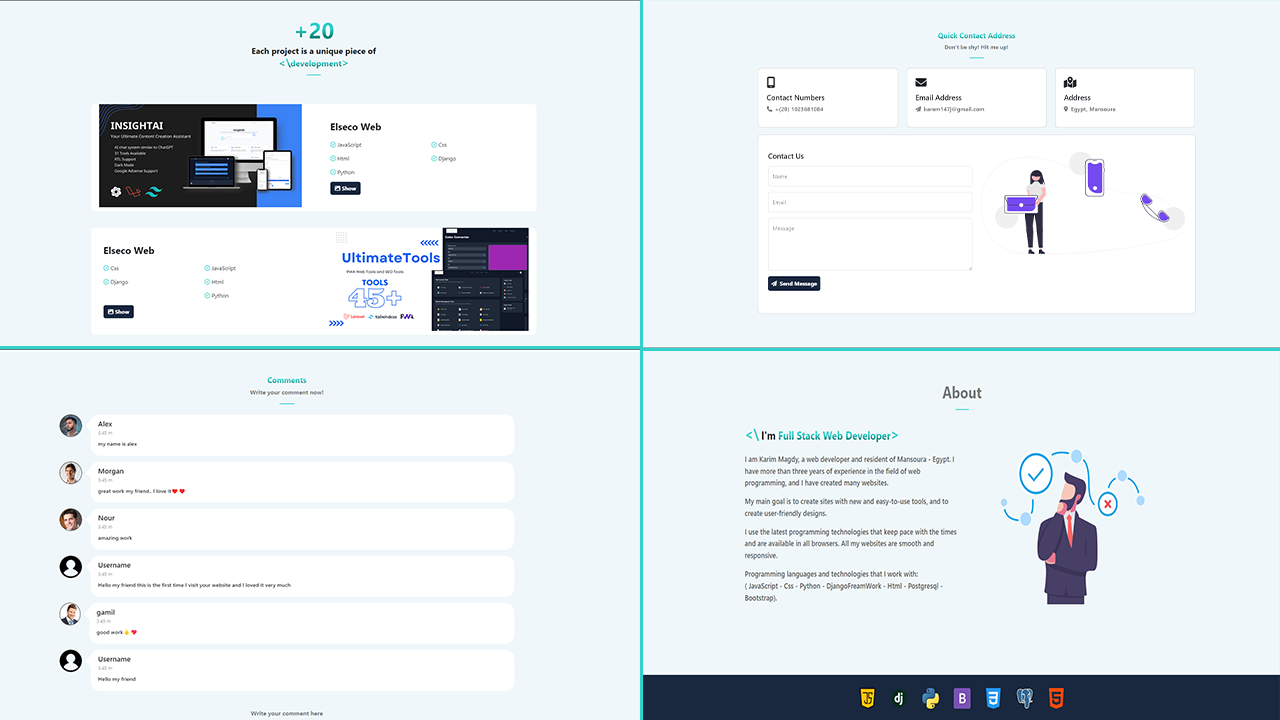 +20
Each project is a unique piece of
<\development>
INSIGHTAI
Your Ultimate Content Creation Assistant
AI chat system similar to ChatGPT
31 Tools Available
RTL Support
Dark Mode
Google Adsense Support
Elseco Web
JavaScript
Css
Html
Django
Python
Show
Elseco Web
Css
JavaScript
Django
Html
Python
Show
UltimateTools
PWA Web Tools and SEO Tools
TOOLS
45+
Laravel
tailwindcss
PWA
Color Converter
Quick Contact Address
Don't be shy! Hit me up!
Contact Numbers
+(20) 1023681084
Email Address
karam147j@gmail.com
Address
Egypt, Mansoura
Contact Us
Name
Email
Message
Send Message
Comments
Write your comment now!
Alex
3.45 m
my name is alex
Morgan
3.45 m
great work my friend.. I love it❤️ ❤️
Nour
3.45 m
amazing work
Username
3.45 m
Hello my friend this is the first time I visit your website and I loved it very much
gamil
3.45 m
good work 👍 ❤️
Username
3.45 m
Hello my friend
Write your comment here
About
<\ I'm Full Stack Web Developer>
I am Karim Magdy, a web developer and resident of Mansoura - Egypt. I
have more than three years of experience in the field of web
programming, and I have created many websites.
My main goal is to create sites with new and easy-to-use tools, and to
create user-friendly designs.
I use the latest programming technologies that keep pace with the times
and are available in all browsers. All my websites are smooth and
responsive.
Programming languages and technologies that I work with:
( JavaScript - Css - Python - DjangoFreamWork - Html - Postgresql -
Bootstrap).
dj
B